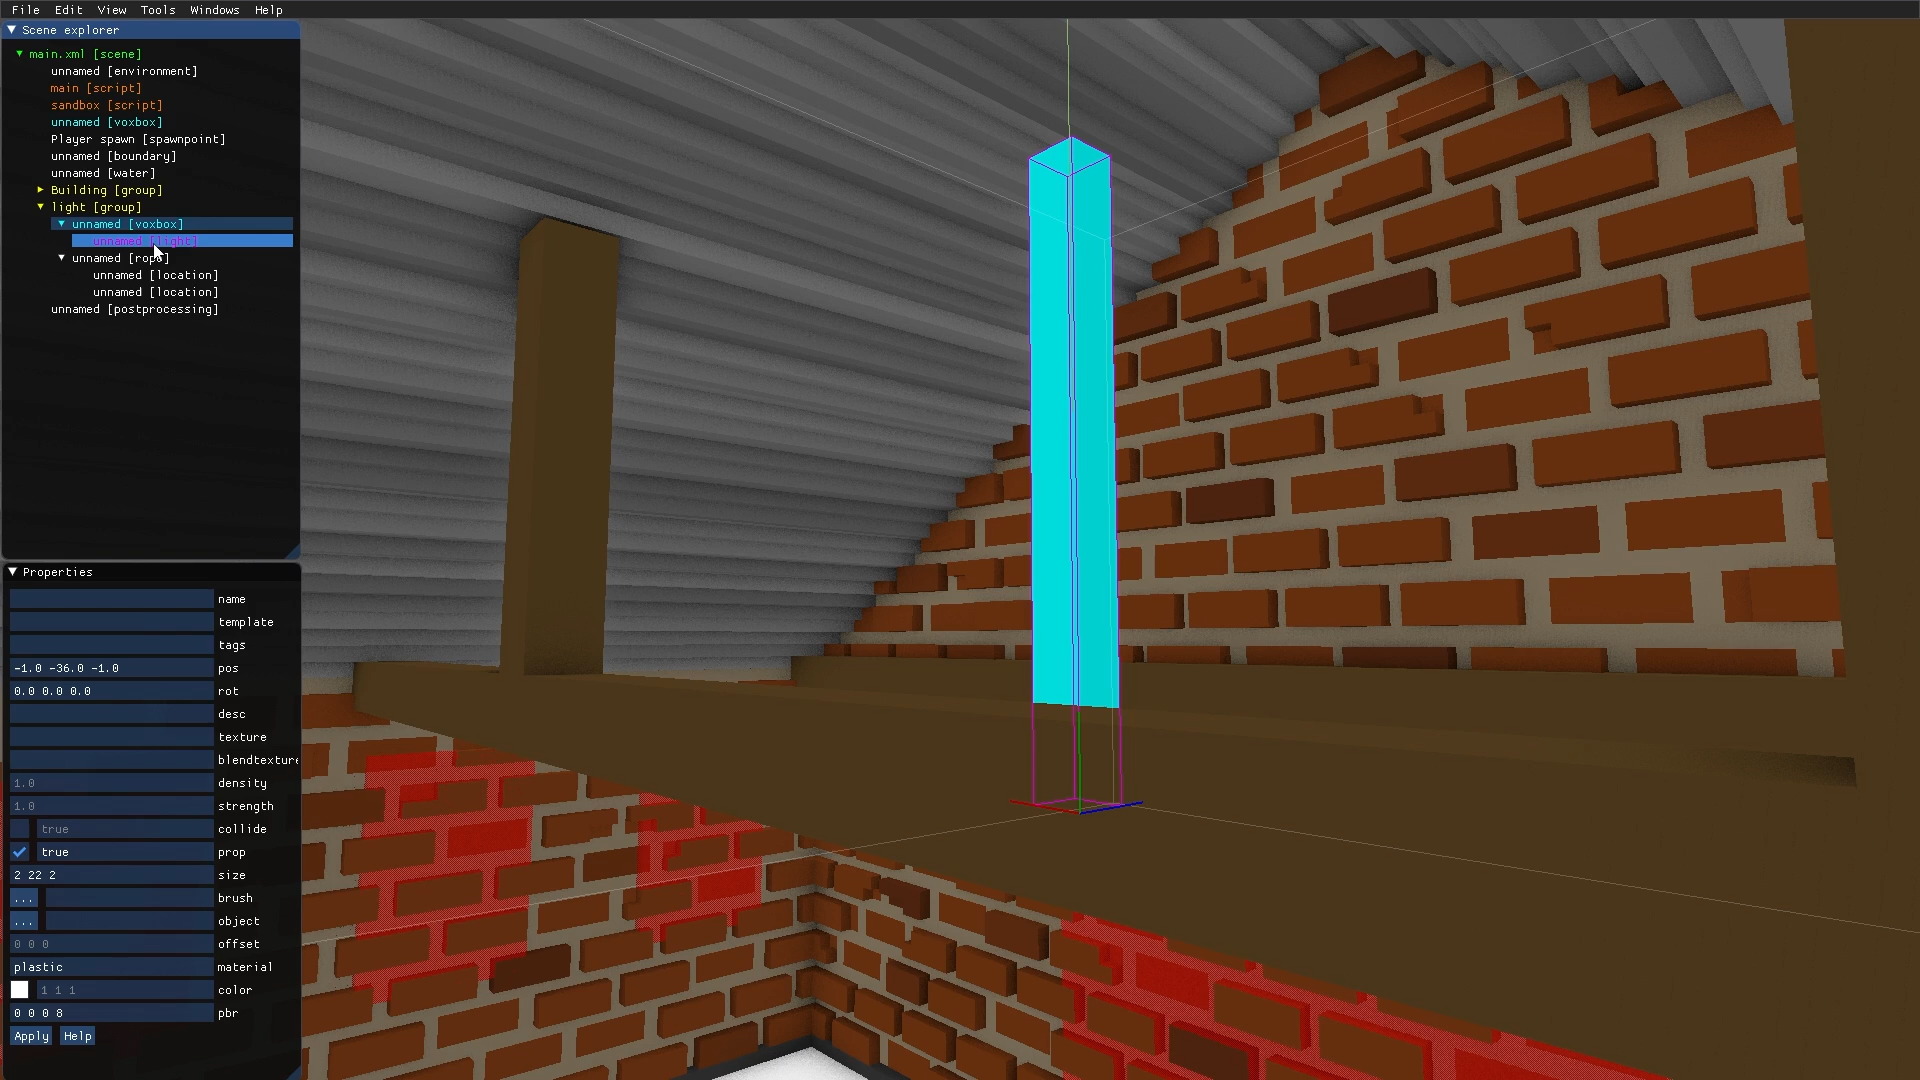 File Edit View Tools Windows Help
Scene explorer
main.xml [scene]
unnamed [environment]
main [script]
sandbox [script]
unnamed [voxbox]
Player spawn [spawnpoint]
unnamed [boundary]
unnamed [water]
Building [group]
light [group]
unnamed [voxbox]
unnamed [light]
unnamed [rope]
unnamed [location]
unnamed [location]
unnamed [postprocessing]
Properties
name
template
tags
-1.0 -36.0 -1.0 pos
0.0 0.0 0.0 rot
desc
texture
blendtexture
1.0 density
1.0 strength
true collide
true prop
2 22 2 size
... brush
... object
0 0 0 offset
plastic material
1 1 1 color
0 0 0 8 pbr
Apply Help